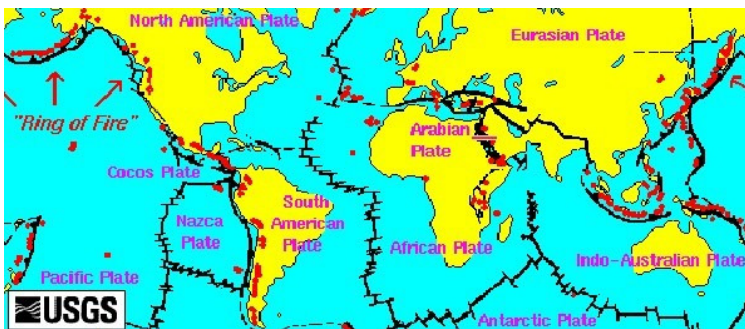 North American Plate
Eurasian Plate
"Ring of Fire"
Arabian
Plate
Cocos Plate
Nazca
Plate
South
American
Plate
African Plate
Indo-Australian Plate
Pacific Plate
Antarctic Plate
USGS